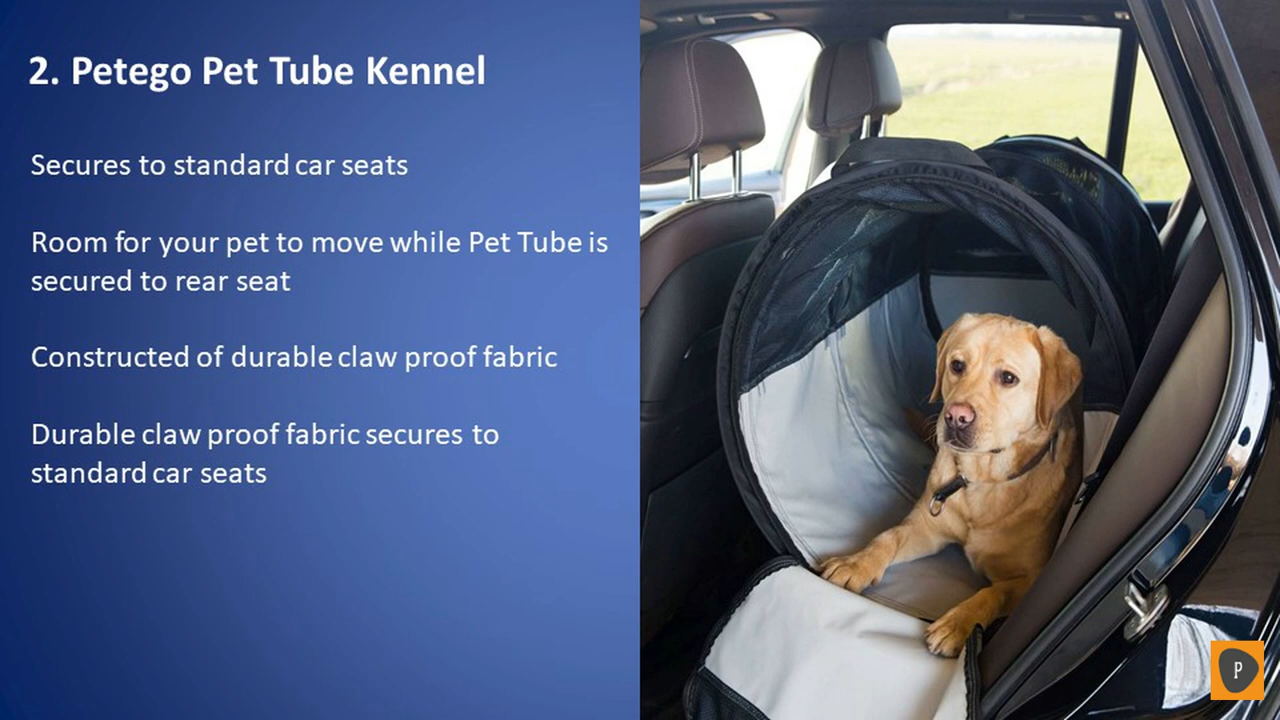 2. Petego Pet Tube Kennel
Secures to standard car seats
Room for your pet to move while Pet Tube is
secured to rear seat
Constructed of durable claw proof fabric
Durable claw proof fabric secures to
standard car seats
P